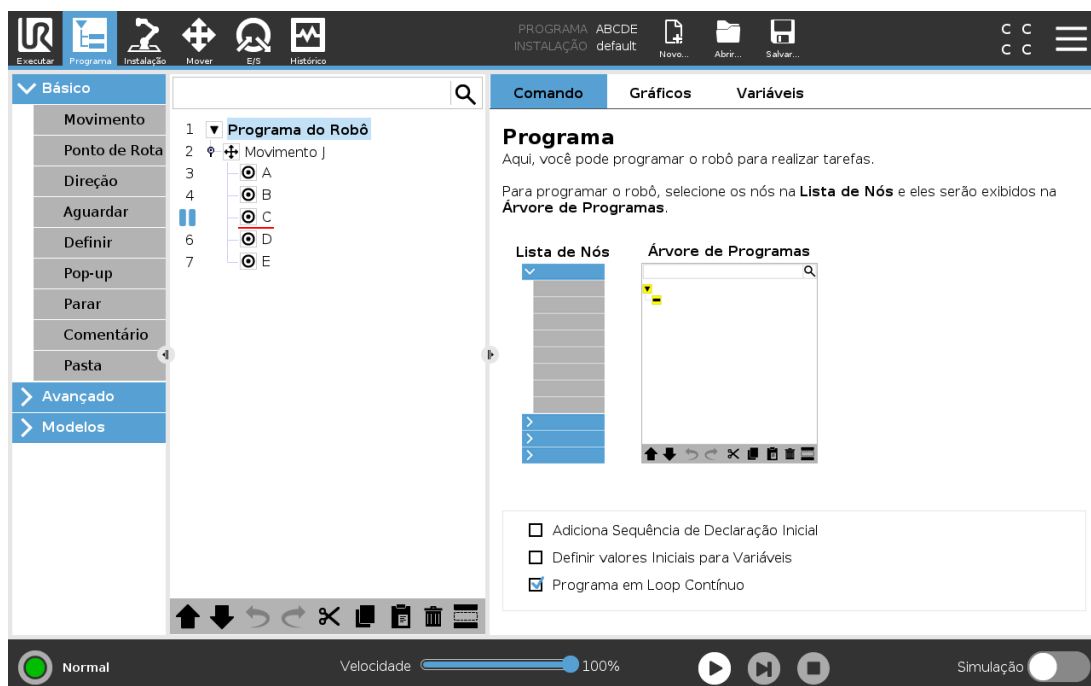 UR
Executar
Programa
Instalação
Mover
E/S
Histórico
PROGRAMA ABCDE
INSTALAÇÃO default
Novo...
Abrir...
Salvar...
C C
C C
Básico
Movimento
Ponto de Rota
Direção
Aguardar
Definir
Pop-up
Parar
Comentário
Pasta
Avançado
Modelos
1 Programa do Robô
2 Movimento J
3 A
4 B
C
6 D
7 E
Comando Gráficos Variáveis
Programa
Aqui, você pode programar o robô para realizar tarefas.
Para programar o robô, selecione os nós na Lista de Nós e eles serão exibidos na
Árvore de Programas.
Lista de Nós
Árvore de Programas
Adiciona Sequência de Declaração Inicial
Definir valores Iniciais para Variáveis
Programa em Loop Contínuo
Normal
Velocidade 100%
Simulação